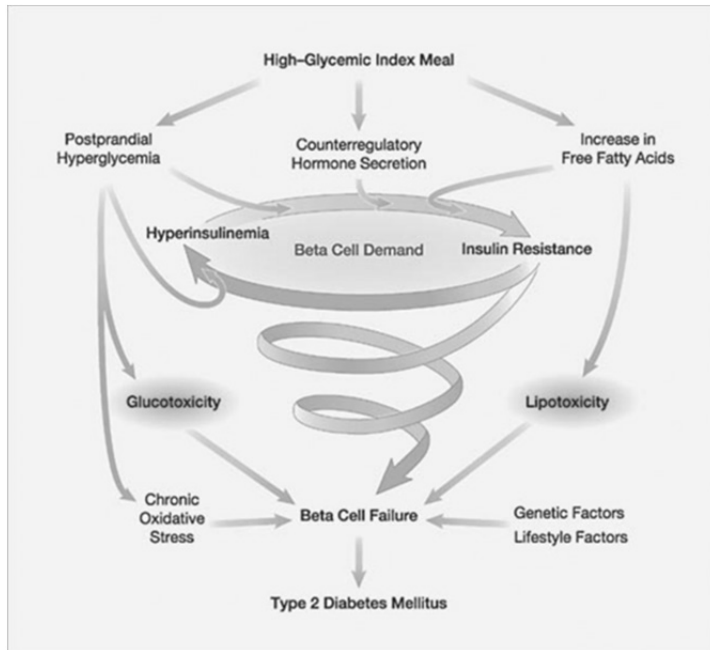 High–Glycemic Index Meal
Postprandial
Hyperglycemia
Counterregulatory
Hormone Secretion
Increase in
Free Fatty Acids
Hyperinsulinemia
Beta Cell Demand
Insulin Resistance
Glucotoxicity
Lipotoxicity
Chronic
Oxidative
Stress
Beta Cell Failure
Genetic Factors
Lifestyle Factors
Type 2 Diabetes Mellitus